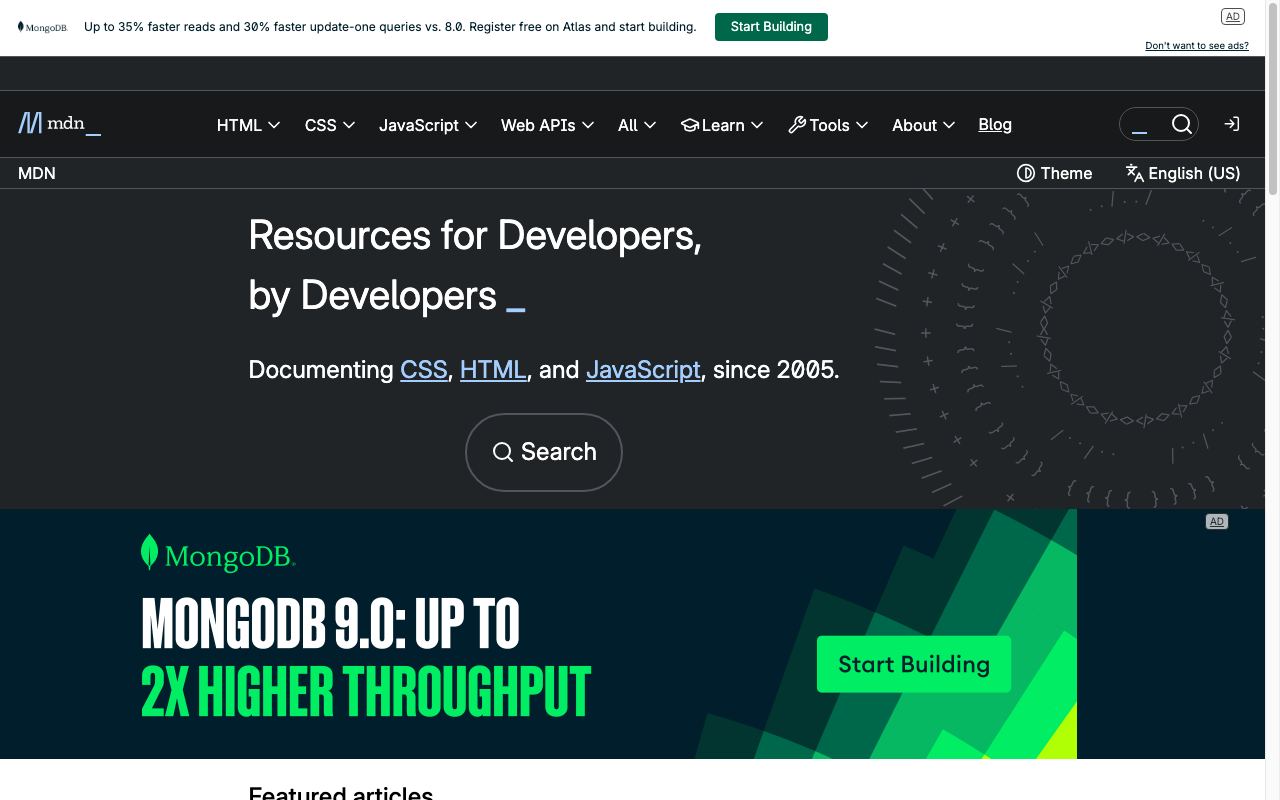 MongoDB.
Up to 35% faster reads and 30% faster update-one queries vs. 8.0. Register free on Atlas and start building.
Start Building
AD
Don't want to see ads?
mdn_
HTML
CSS
JavaScript
Web APIs
All
Learn
Tools
About
Blog
_
MDN
Theme
English (US)
Resources for Developers,
by Developers _
Documenting CSS, HTML, and JavaScript, since 2005.
Search
AD
MongoDB.
MONGODB 9.0: UP TO
2X HIGHER THROUGHPUT
Start Building
Featured articles